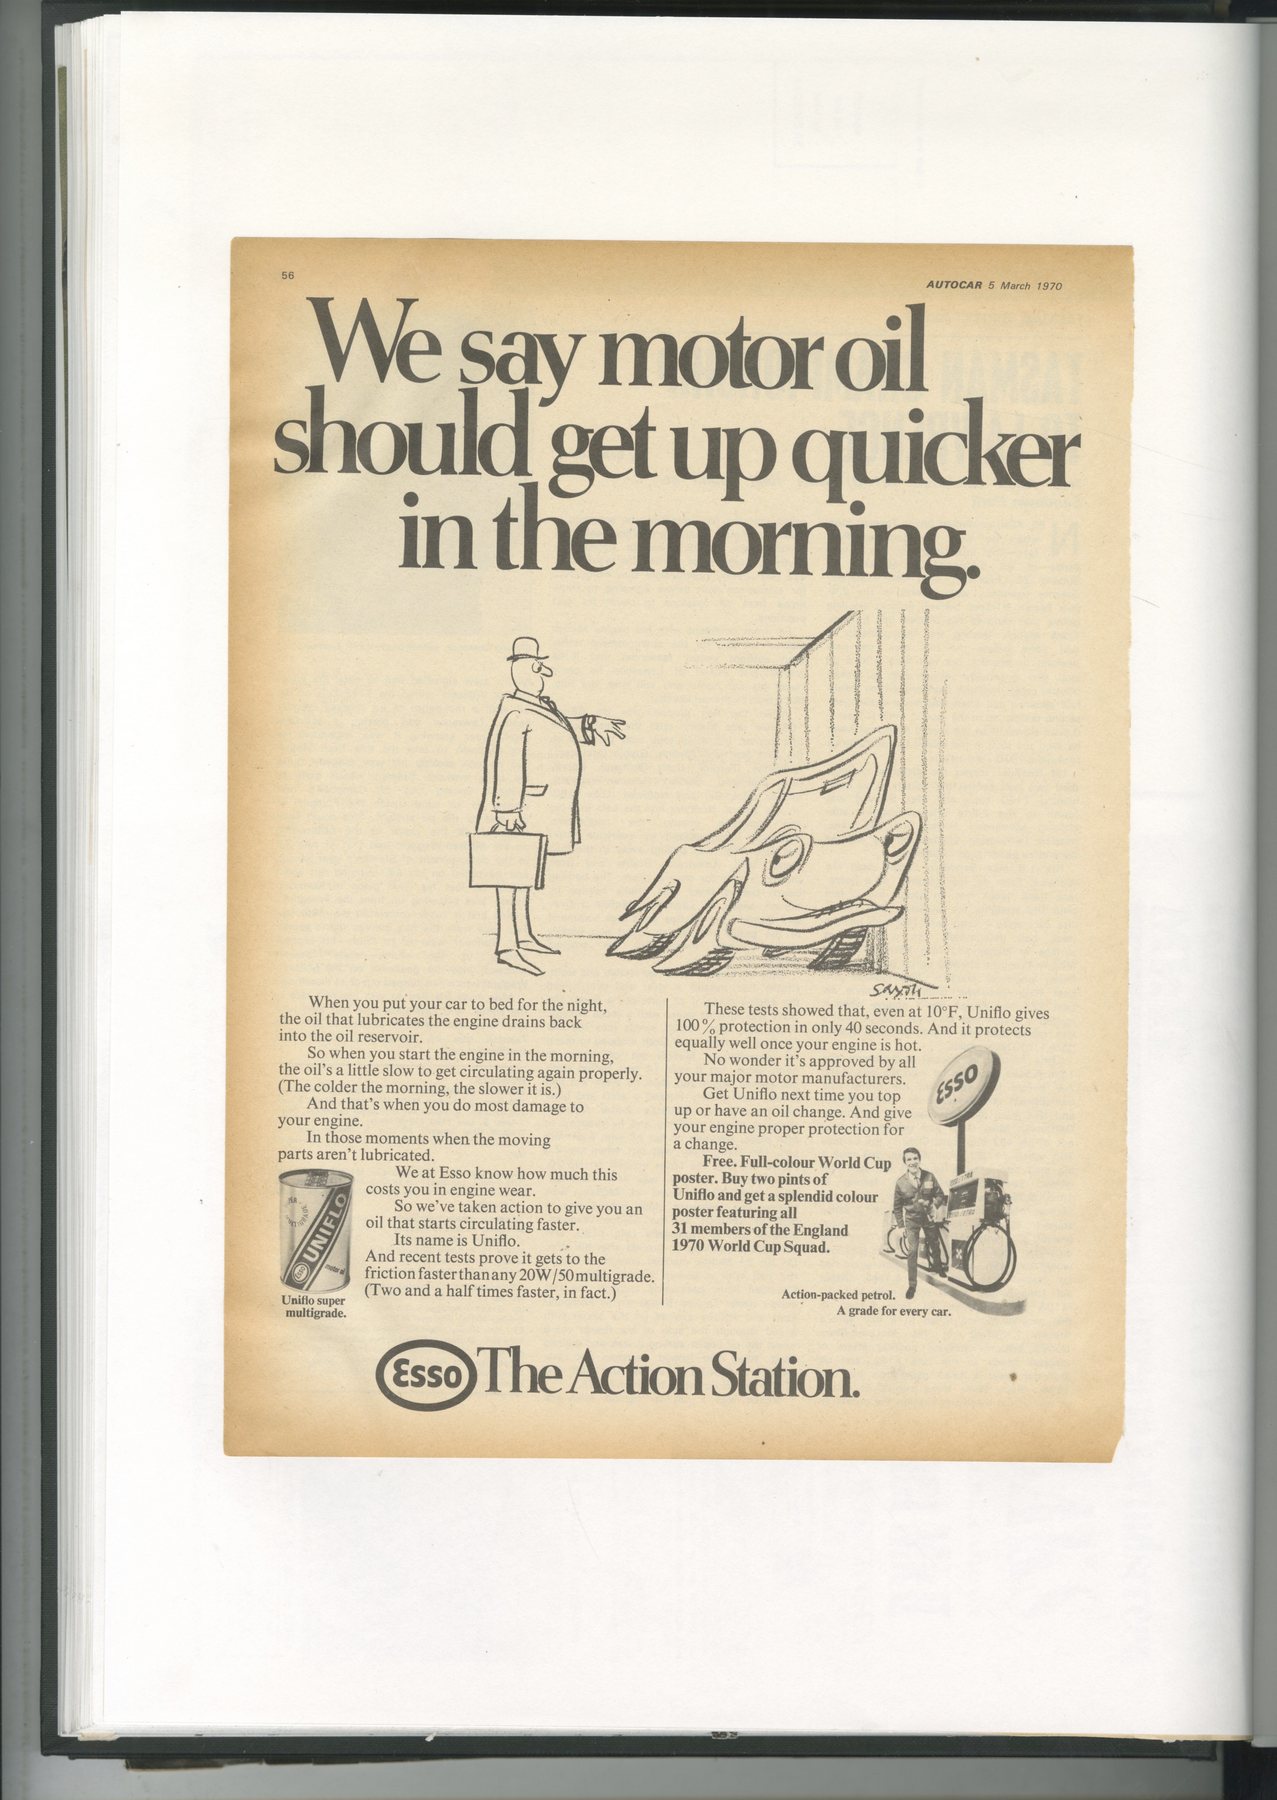 56
AUTOCAR 5 March 1970
We say motor oil
should get up quicker
in the morning.
When you put your car to bed for the night,
the oil that lubricates the engine drains back
into the oil reservoir.
So when you start the engine in the morning,
the oil's a little slow to get circulating again properly.
(The colder the morning, the slower it is.)
And that's when you do most damage to
your engine.
In those moments when the moving
parts aren't lubricated.
We at Esso know how much this
costs you in engine wear.
So we've taken action to give you an
oil that starts circulating faster.
Its name is Uniflo.
And recent tests prove it gets to the
friction faster than any 20W/50 multigrade.
(Two and a half times faster, in fact.)
UNIFLO
Esso
motor oil
Uniflo super
multigrade.
These tests showed that, even at 10°F, Uniflo gives
100% protection in only 40 seconds. And it protects
equally well once your engine is hot.
No wonder it's approved by all
your major motor manufacturers.
Get Uniflo next time you top
up or have an oil change. And give
your engine proper protection for
a change.
Free. Full-colour World Cup
poster. Buy two pints of
Uniflo and get a splendid colour
poster featuring all
31 members of the England
1970 World Cup Squad.
ESSO
Action-packed petrol.
A grade for every car.
Esso The Action Station.